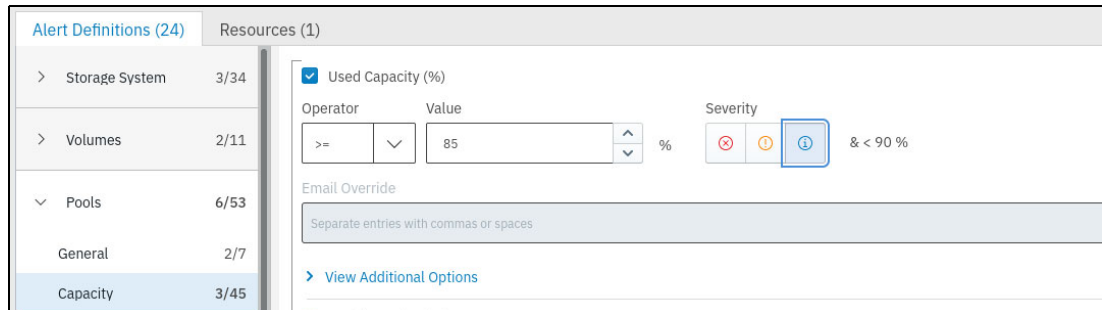 Alert Definitions (24)
Resources (1)
Storage System 3/34
Used Capacity (%)
Operator Value Severity
>= 85 % & < 90 %
Volumes 2/11
Email Override
Pools 6/53
Separate entries with commas or spaces
General 2/7
View Additional Options
Capacity 3/45